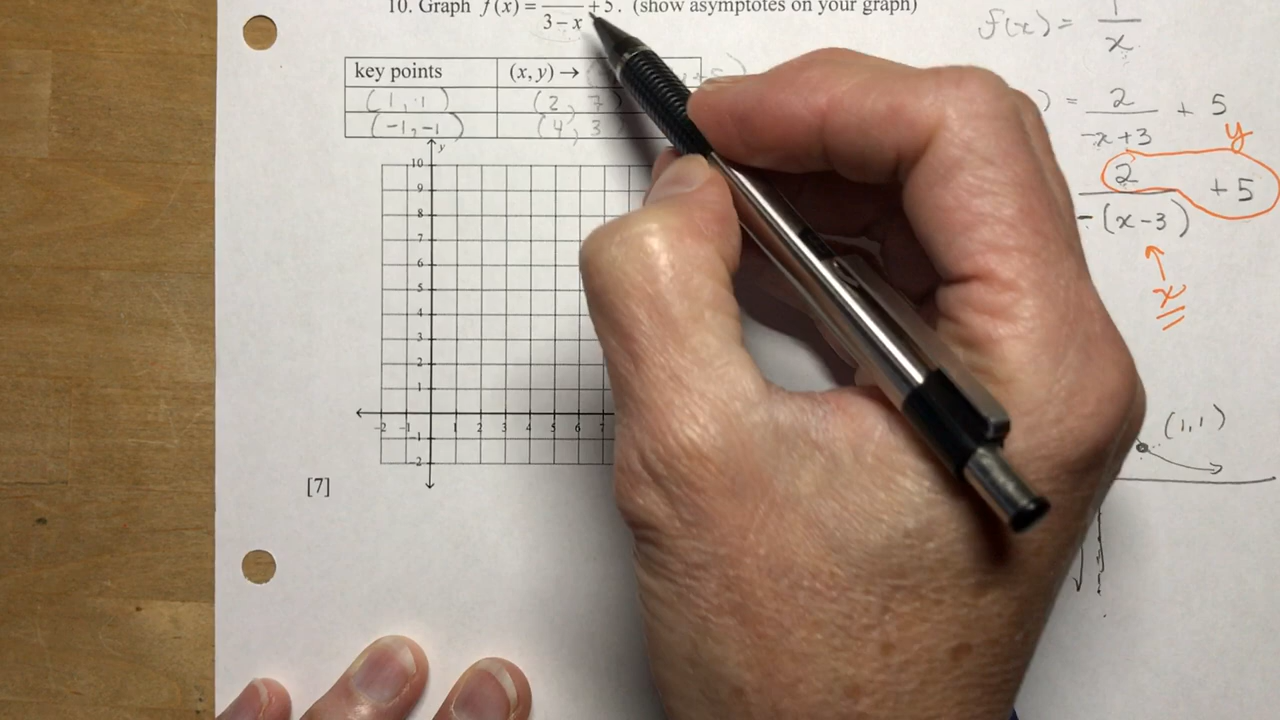 10. Graph f(x) = 3 − x +5. (show asymptotes on your graph)
f(x) = 1/x
key points (x, y) → +5)
(1, 1) (2, 7
(-1, -1) (4, 3
) = 2/(-x+3) + 5
y
2/(-(x-3)) + 5
x
y
10
9
8
7
6
5
4
3
2
1
-2 -1 1 2 3 4 5 6 7
-1
-2
(1,1)
[7]